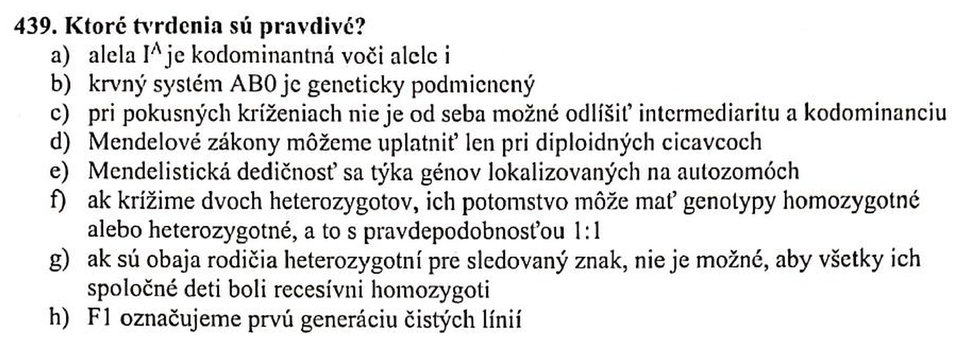 439. Ktoré tvrdenia sú pravdivé?
a) alela Iᴬ je kodominantná voči alele i
b) krvný systém AB0 je geneticky podmienený
c) pri pokusných kríženiach nie je od seba možné odlíšiť intermediaritu a kodominanciu
d) Mendelové zákony môžeme uplatniť len pri diploidných cicavcoch
e) Mendelistická dedičnosť sa týka génov lokalizovaných na autozomóch
f) ak krížime dvoch heterozygotov, ich potomstvo môže mať genotypy homozygotné
alebo heterozygotné, a to s pravdepodobnosťou 1:1
g) ak sú obaja rodičia heterozygotní pre sledovaný znak, nie je možné, aby všetky ich
spoločné deti boli recesívni homozygoti
h) F1 označujeme prvú generáciu čistých línií